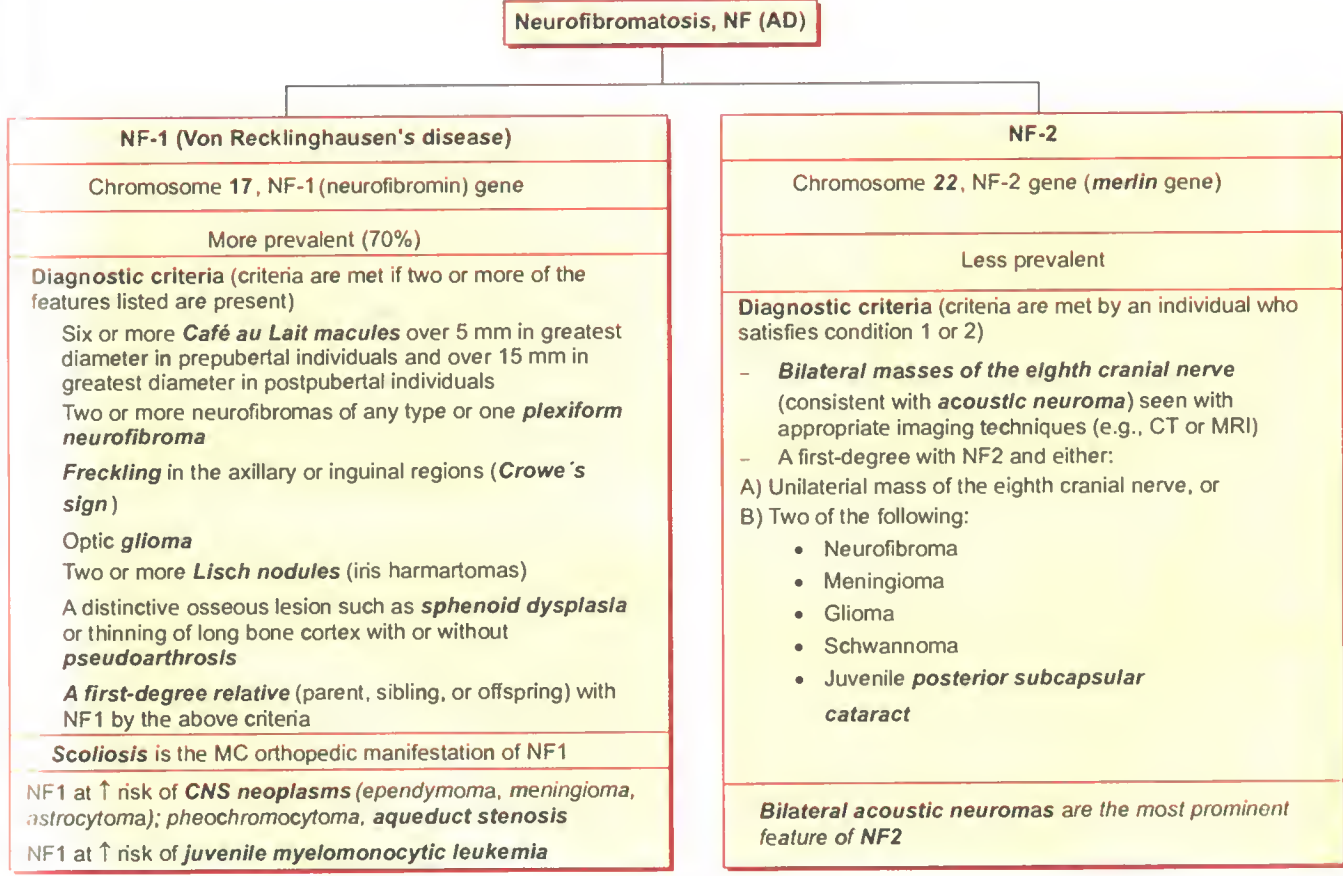 Neurofibromatosis, NF (AD)
NF-1 (Von Recklinghausen's disease)
Chromosome 17, NF-1 (neurofibromin) gene
More prevalent (70%)
Diagnostic criteria (criteria are met if two or more of the
features listed are present)
Six or more Café au Lait macules over 5 mm in greatest
diameter in prepubertal individuals and over 15 mm in
greatest diameter in postpubertal individuals
Two or more neurofibromas of any type or one plexiform
neurofibroma
Freckling in the axillary or inguinal regions (Crowe´s
sign)
Optic glioma
Two or more Lisch nodules (iris harmartomas)
A distinctive osseous lesion such as sphenoid dysplasia
or thinning of long bone cortex with or without
pseudoarthrosis
A first-degree relative (parent, sibling, or offspring) with
NF1 by the above criteria
Scoliosis is the MC orthopedic manifestation of NF1
NF1 at ↑ risk of CNS neoplasms (ependymoma, meningioma,
astrocytoma); pheochromocytoma, aqueduct stenosis
NF1 at ↑ risk of juvenile myelomonocytic leukemia
NF-2
Chromosome 22, NF-2 gene (merlin gene)
Less prevalent
Diagnostic criteria (criteria are met by an individual who
satisfies condition 1 or 2)
– Bilateral masses of the eighth cranial nerve
(consistent with acoustic neuroma) seen with
appropriate imaging techniques (e.g., CT or MRI)
– A first-degree with NF2 and either:
A) Unilaterial mass of the eighth cranial nerve, or
B) Two of the following:
• Neurofibroma
• Meningioma
• Glioma
• Schwannoma
• Juvenile posterior subcapsular
cataract
Bilateral acoustic neuromas are the most prominent
feature of NF2